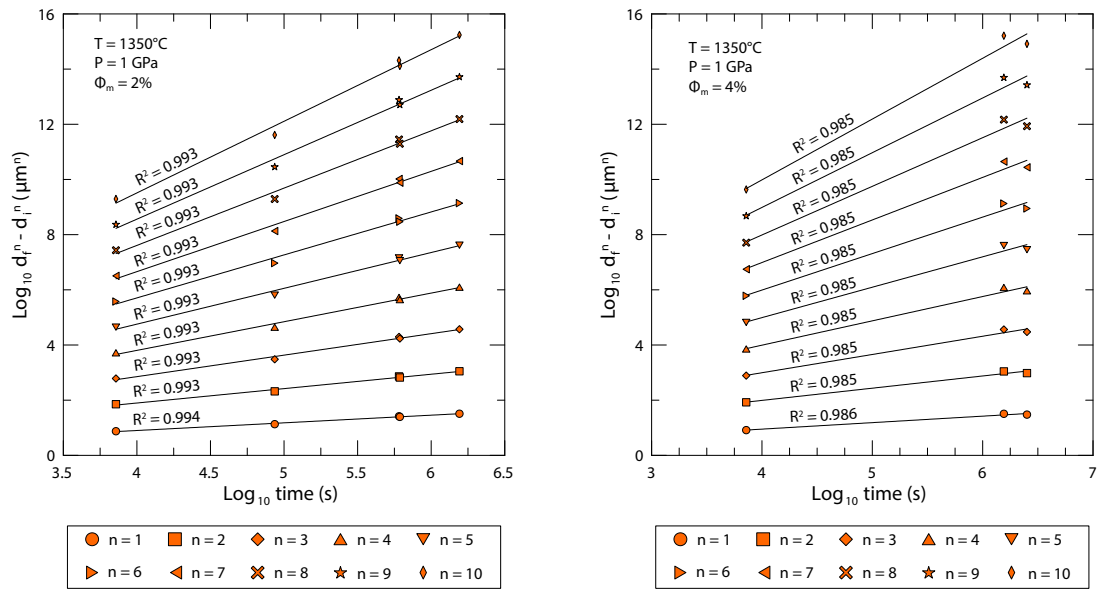 16
12
8
4
0
Log₁₀ d_f^n - d_i^n (µm^n)
T = 1350°C
P = 1 GPa
Φ_m = 2%
R² = 0.993
R² = 0.993
R² = 0.993
R² = 0.993
R² = 0.993
R² = 0.993
R² = 0.993
R² = 0.993
R² = 0.993
R² = 0.994
3.5 4 4.5 5 5.5 6 6.5
Log₁₀ time (s)
n = 1 n = 2 n = 3 n = 4 n = 5
n = 6 n = 7 n = 8 n = 9 n = 10
16
12
8
4
0
Log₁₀ d_f^n - d_i^n (µm^n)
T = 1350°C
P = 1 GPa
Φ_m = 4%
R² = 0.985
R² = 0.985
R² = 0.985
R² = 0.985
R² = 0.985
R² = 0.985
R² = 0.985
R² = 0.985
R² = 0.985
R² = 0.986
3 4 5 6 7
Log₁₀ time (s)
n = 1 n = 2 n = 3 n = 4 n = 5
n = 6 n = 7 n = 8 n = 9 n = 10